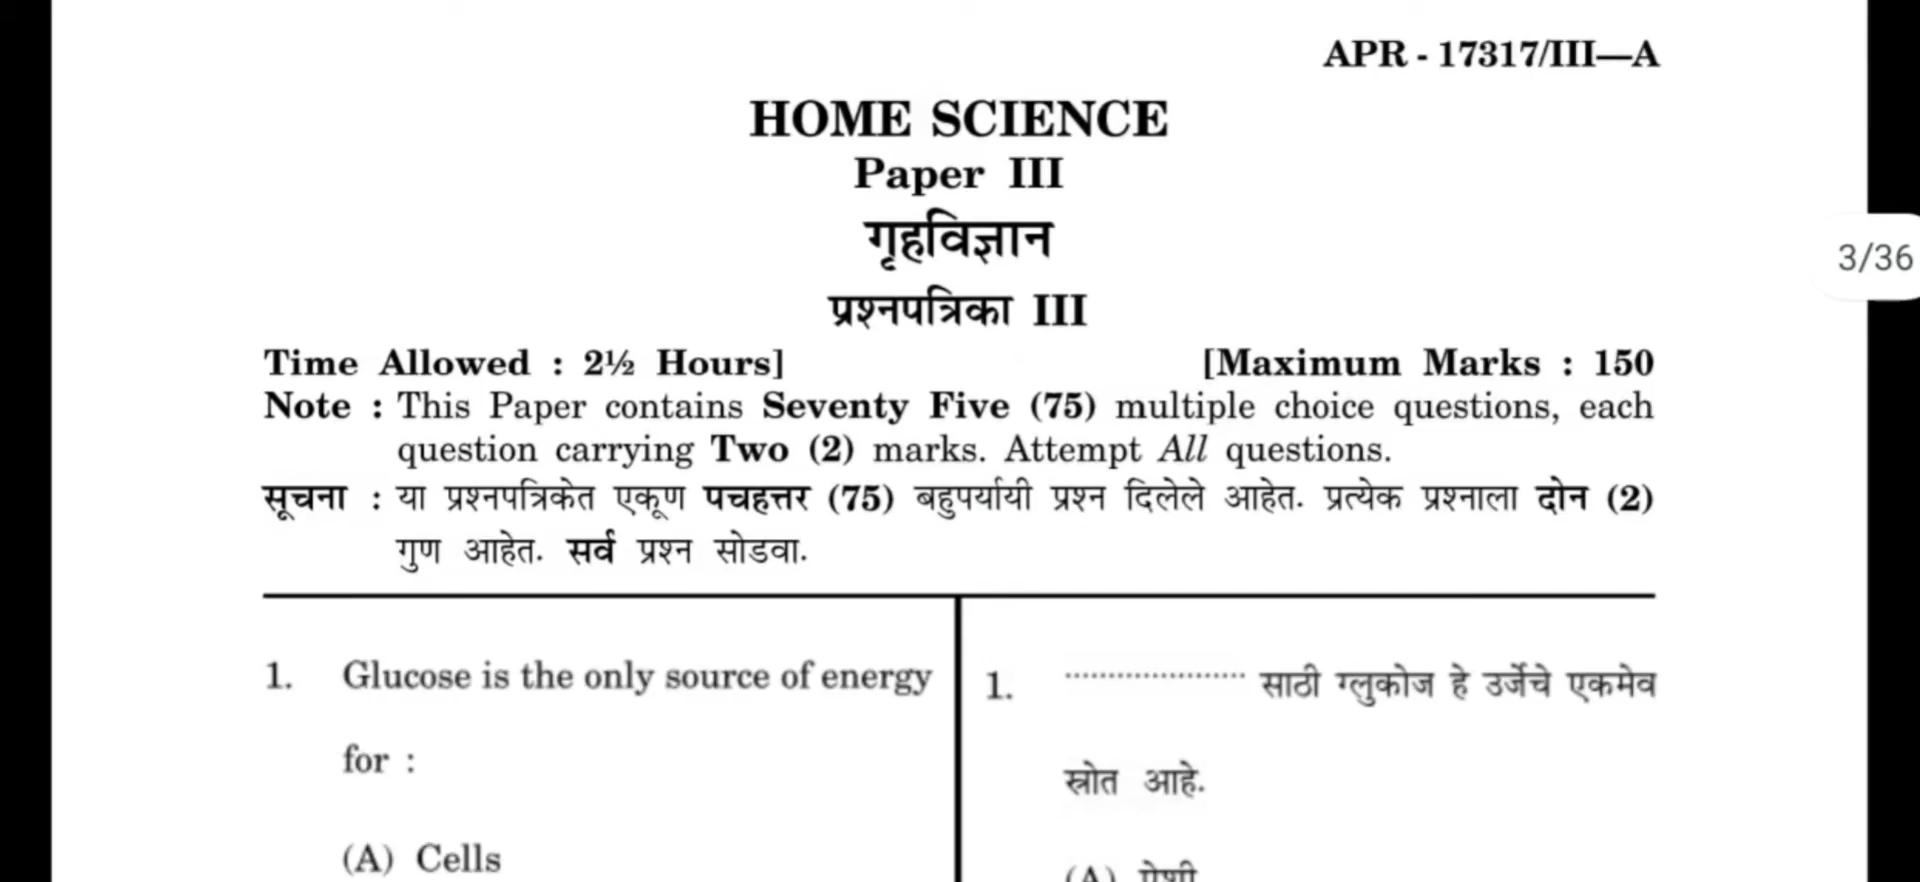 APR - 17317/III—A
HOME SCIENCE
Paper III
गृहविज्ञान
प्रश्नपत्रिका III
3/36
Time Allowed : 2½ Hours] [Maximum Marks : 150
Note : This Paper contains Seventy Five (75) multiple choice questions, each
question carrying Two (2) marks. Attempt All questions.
सूचना : या प्रश्नपत्रिकेत एकूण पचहत्तर (75) बहुपर्यायी प्रश्न दिलेले आहेत. प्रत्येक प्रश्नाला दोन (2)
गुण आहेत. सर्व प्रश्न सोडवा.
1. Glucose is the only source of energy
for :
(A) Cells
1. ..................... साठी ग्लुकोज हे उर्जेचे एकमेव
स्रोत आहे.
(A) पेशी